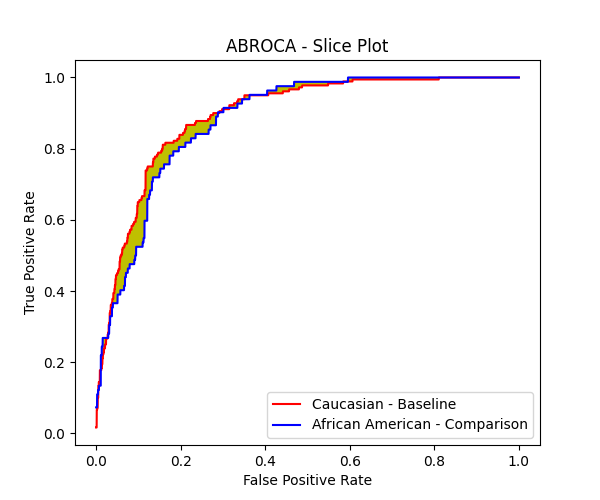 ABROCA - Slice Plot
True Positive Rate
1.0
0.8
0.6
0.4
0.2
0.0
Caucasian - Baseline
African American - Comparison
0.0 0.2 0.4 0.6 0.8 1.0
False Positive Rate